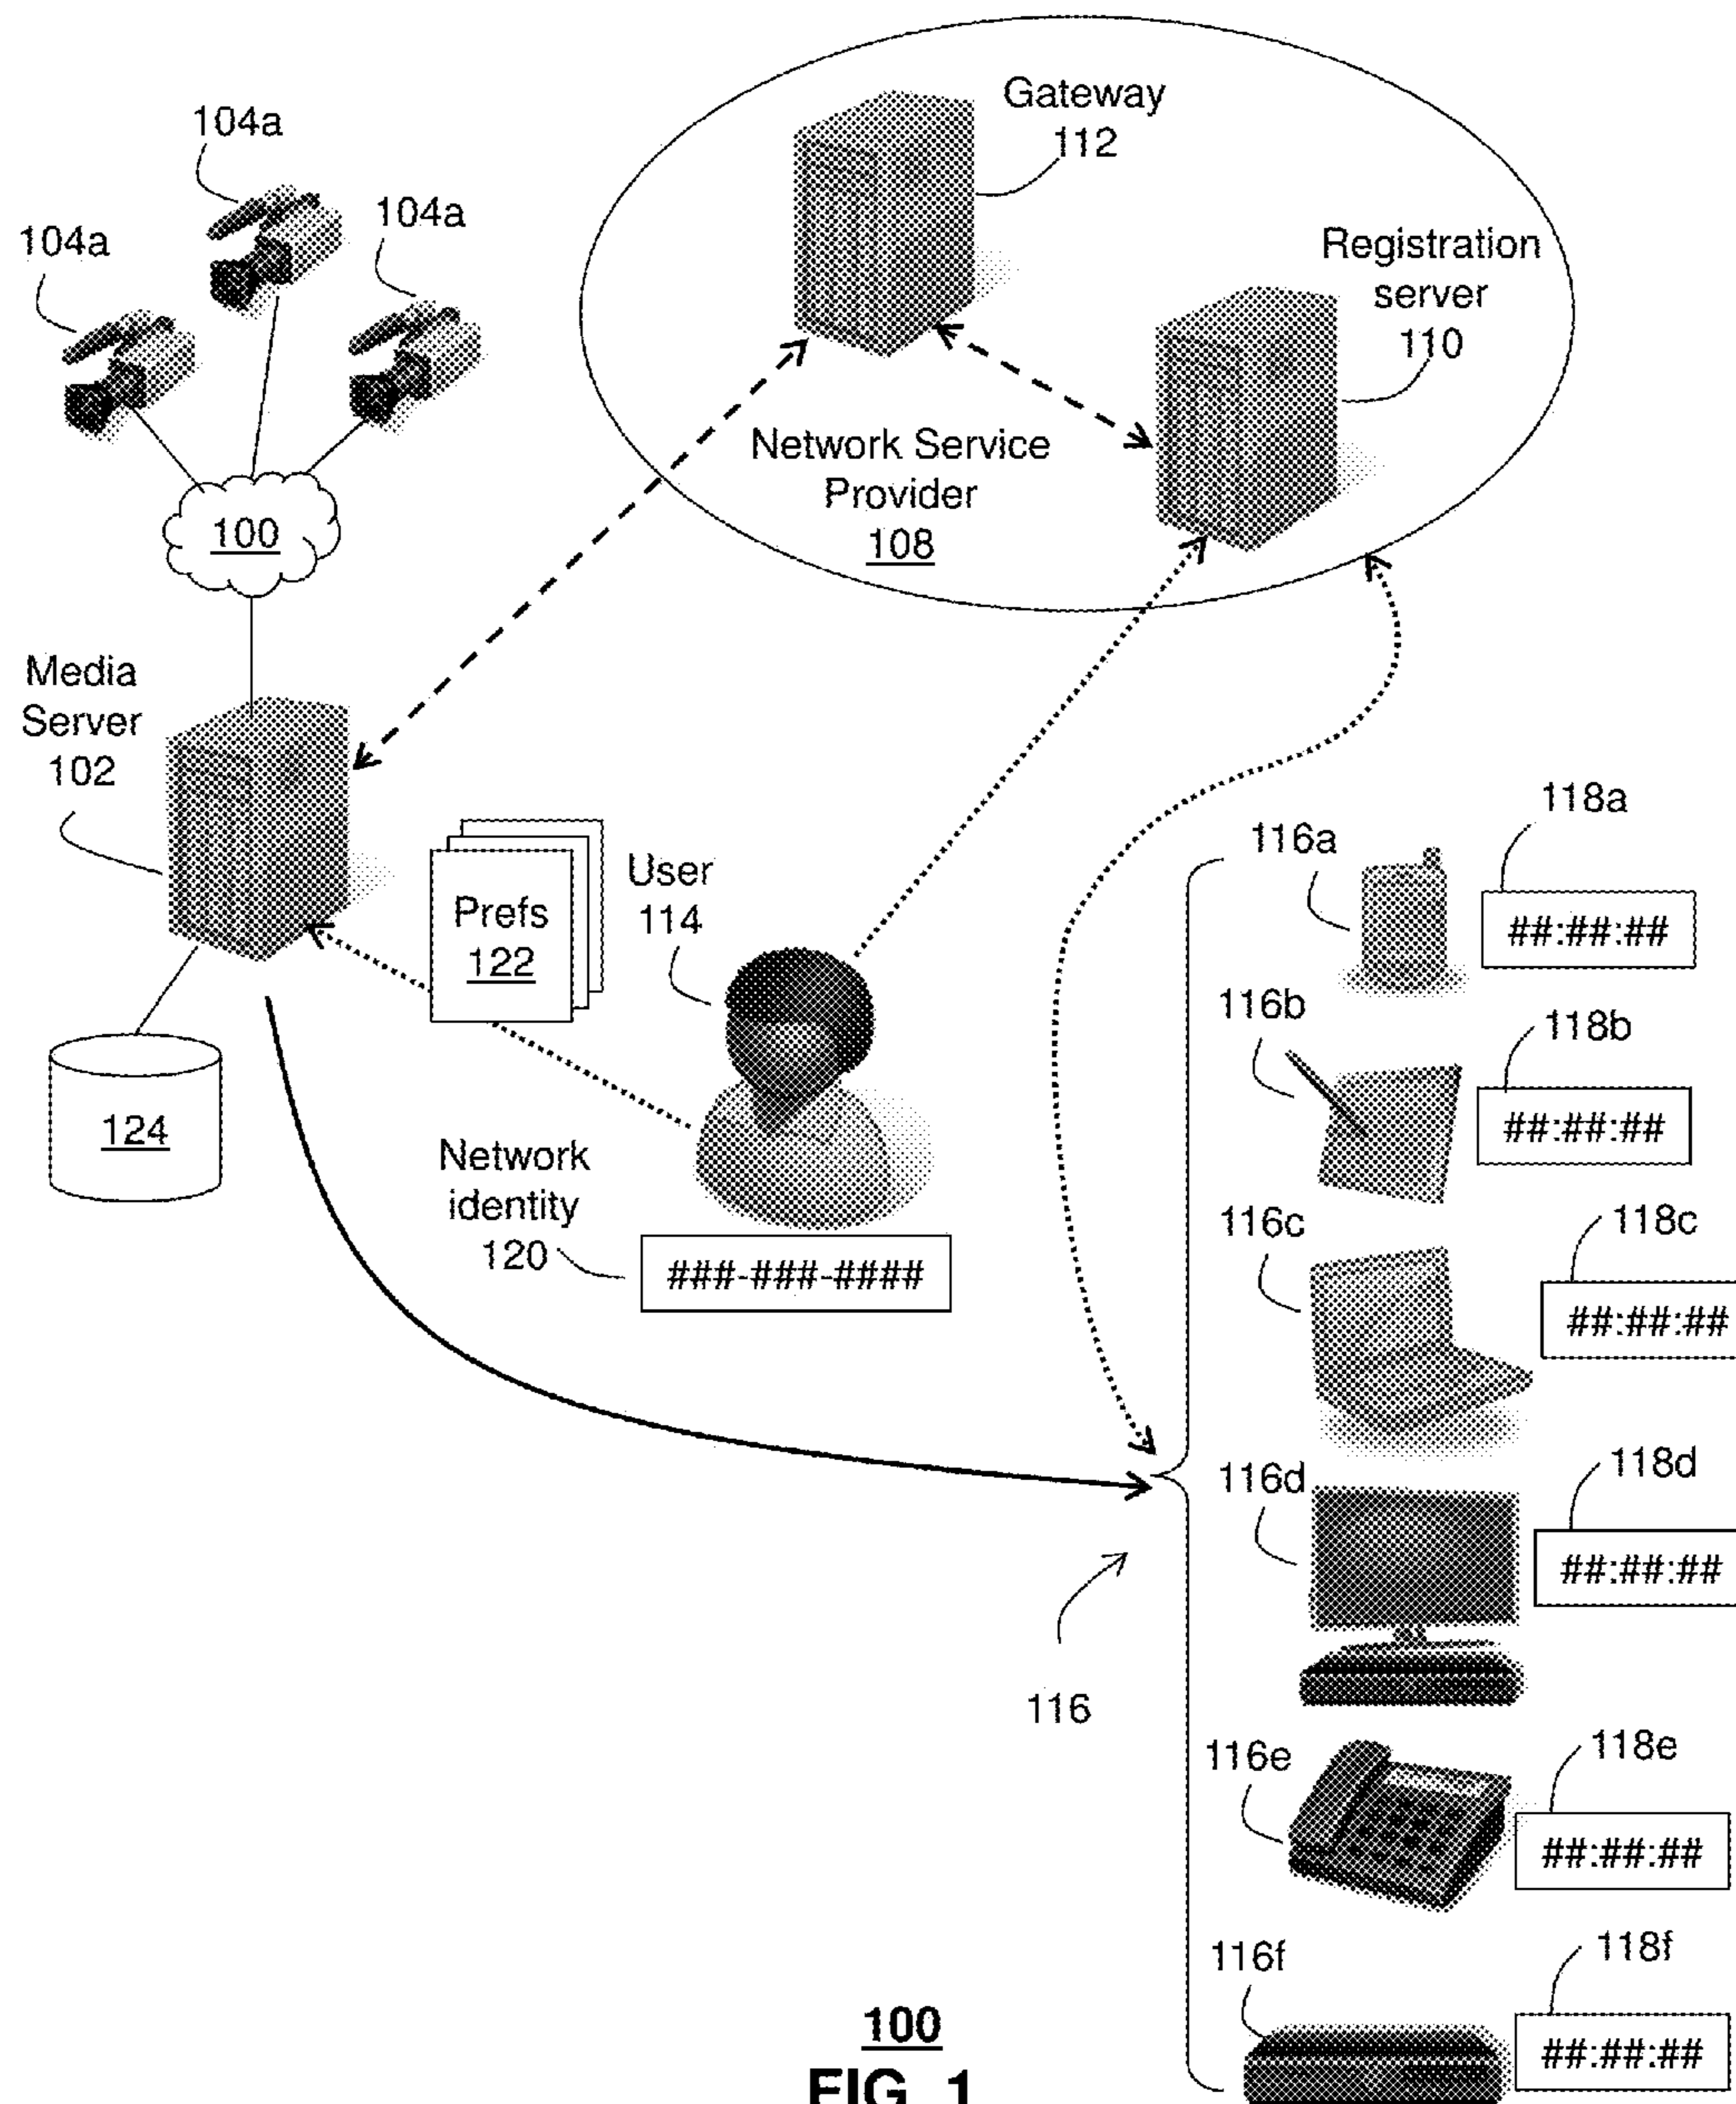 104a
104a
104a
100
Gateway
112
Registration
server
110
Network Service
Provider
108
Media
Server
102
Prefs
122
User
114
124
Network
identity
120
###-###-####
116
116a
118a
##:##:##
116b
118b
##:##:##
116c
118c
##:##:##
116d
118d
##:##:##
116e
118e
##:##:##
116f
118f
##:##:##
100
FIG. 1